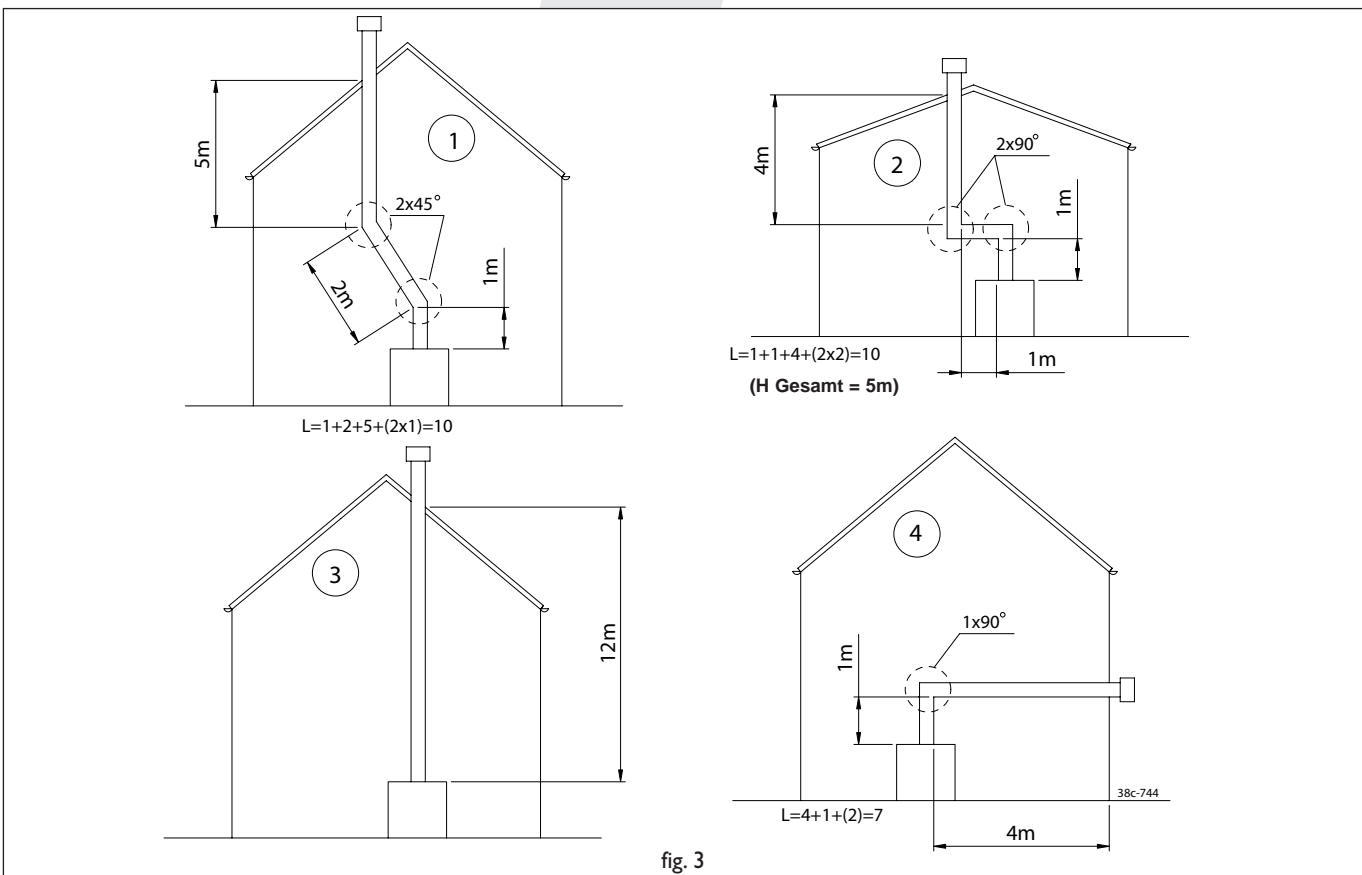 5m
1
2x45°
2m
1m
L=1+2+5+(2x1)=10
4m
2
2x90°
1m
L=1+1+4+(2x2)=10
1m
(H Gesamt = 5m)
3
12m
4
1x90°
1m
38c-744
L=4+1+(2)=7
4m
fig. 3